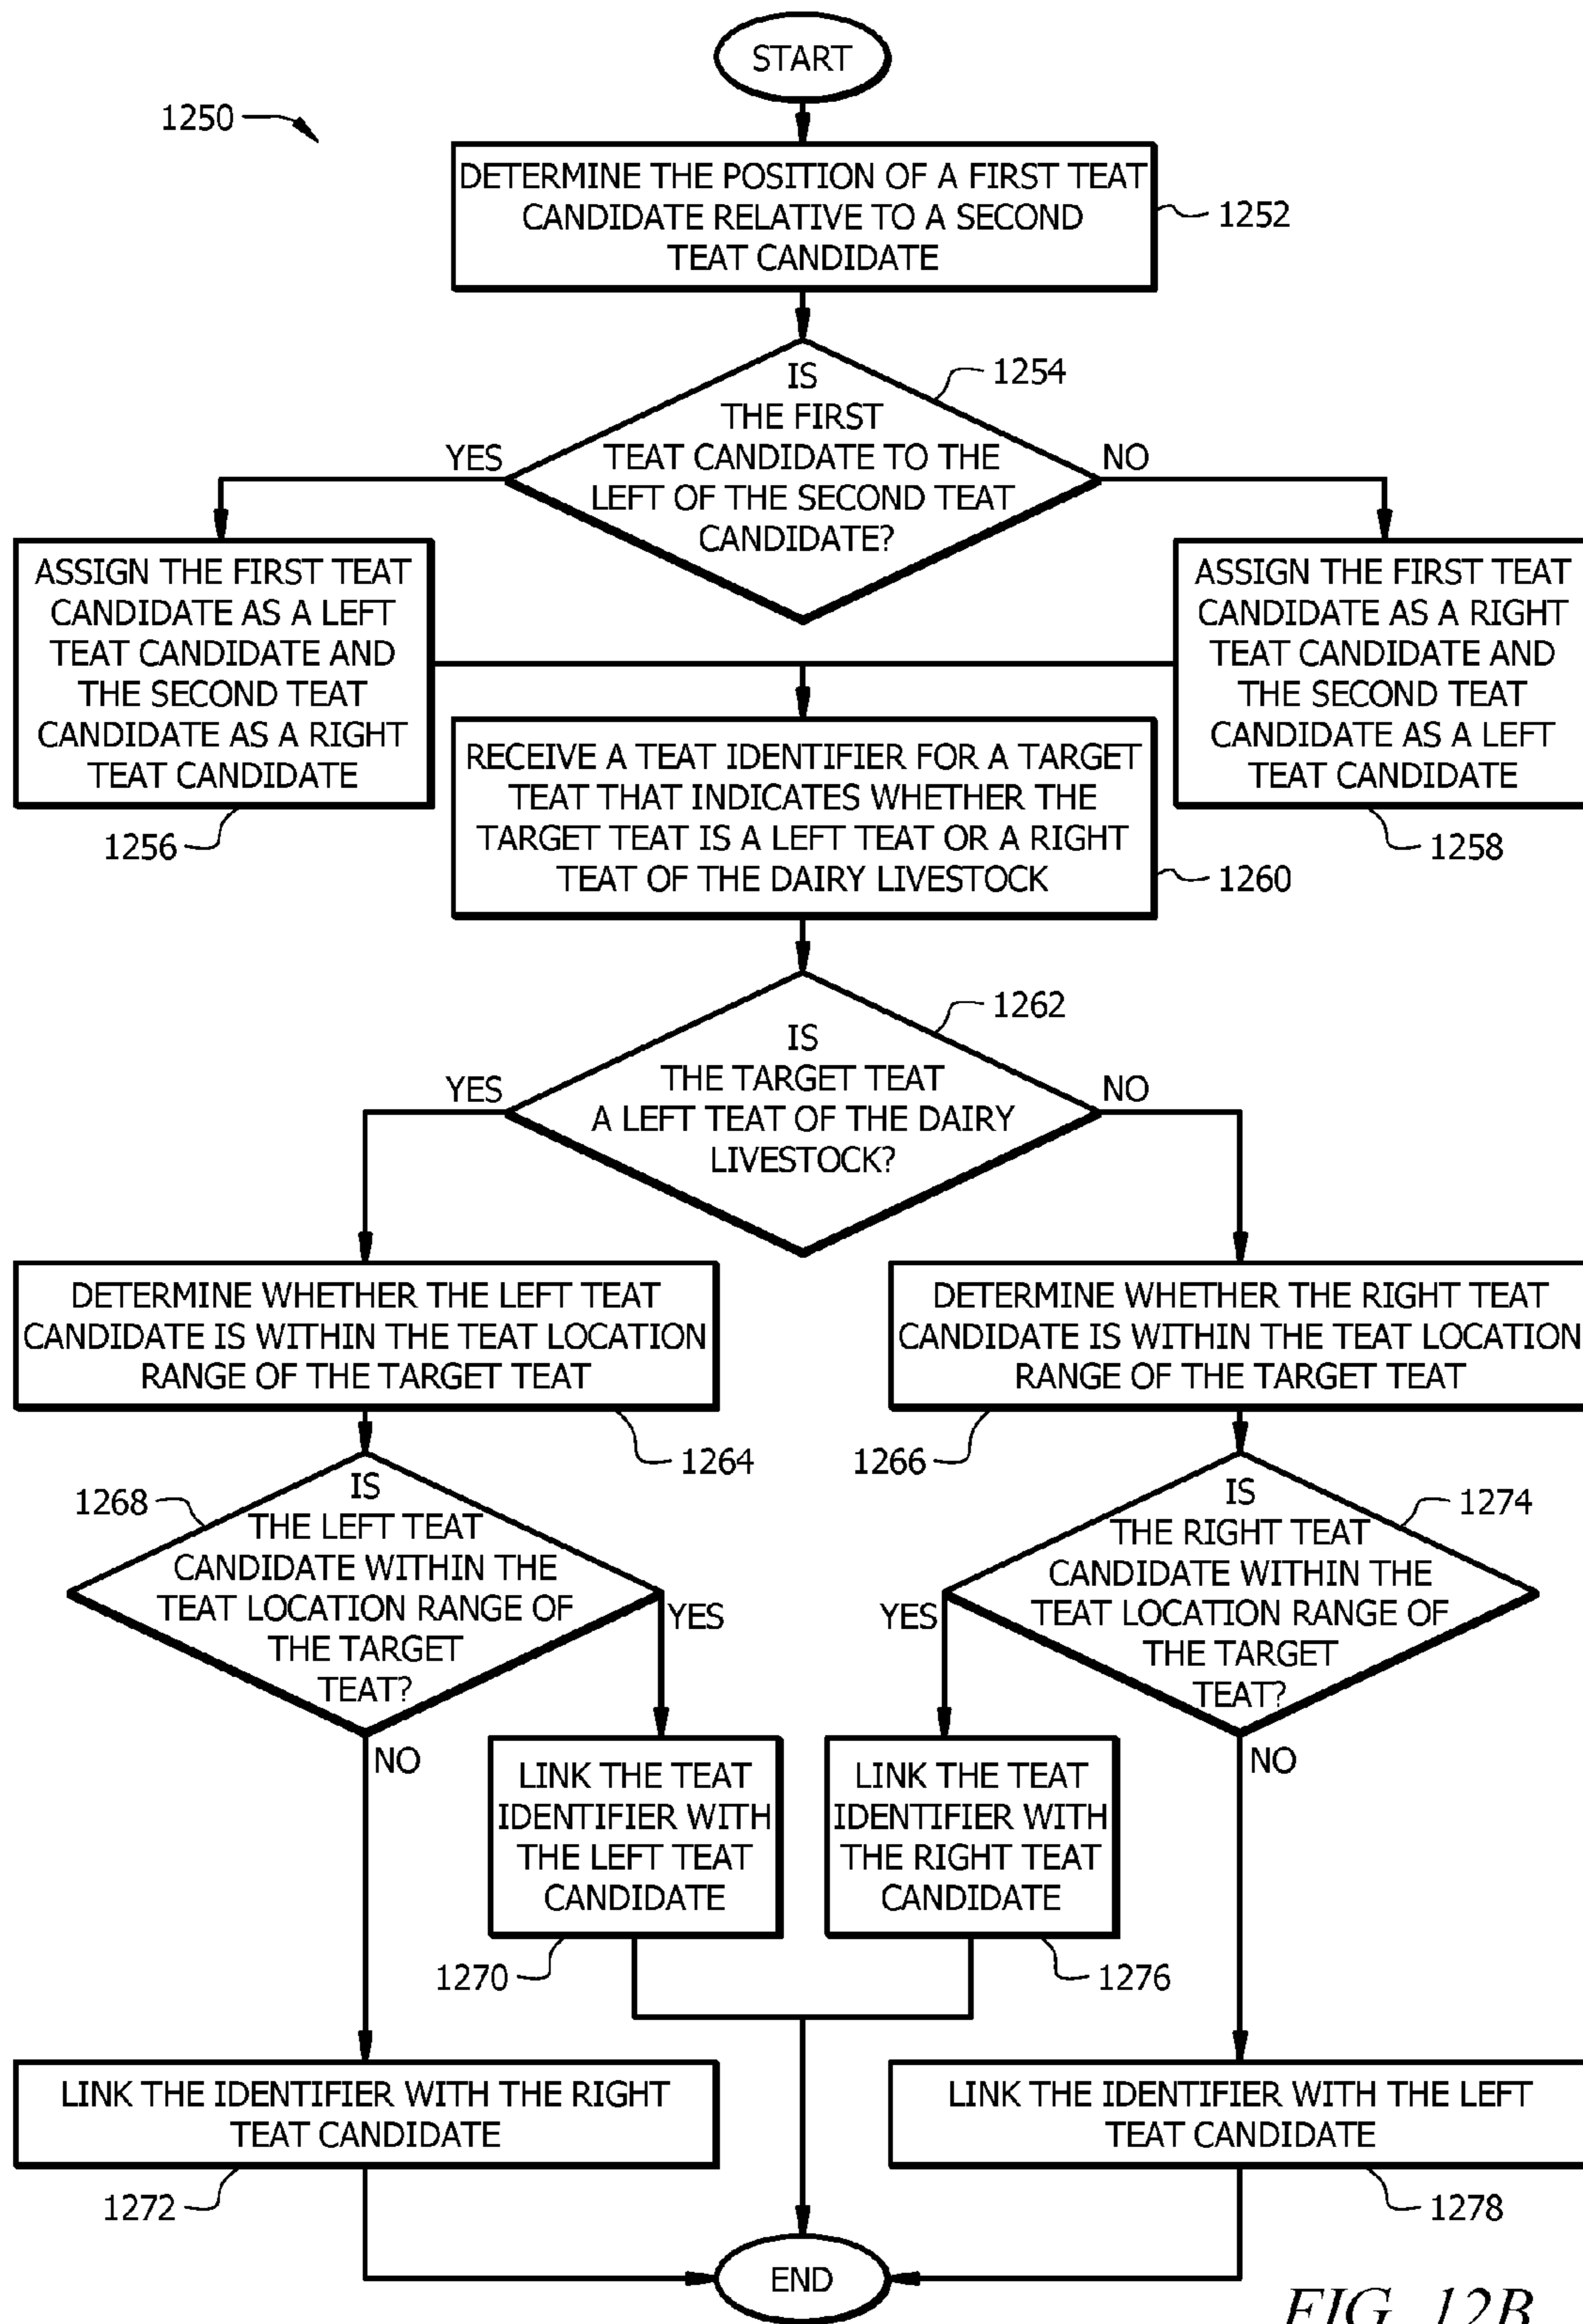 START
1250
DETERMINE THE POSITION OF A FIRST TEAT
CANDIDATE RELATIVE TO A SECOND
TEAT CANDIDATE
1252
IS
THE FIRST
TEAT CANDIDATE TO THE
LEFT OF THE SECOND TEAT
CANDIDATE?
1254
YES
NO
ASSIGN THE FIRST TEAT
CANDIDATE AS A LEFT
TEAT CANDIDATE AND
THE SECOND TEAT
CANDIDATE AS A RIGHT
TEAT CANDIDATE
1256
ASSIGN THE FIRST TEAT
CANDIDATE AS A RIGHT
TEAT CANDIDATE AND
THE SECOND TEAT
CANDIDATE AS A LEFT
TEAT CANDIDATE
1258
RECEIVE A TEAT IDENTIFIER FOR A TARGET
TEAT THAT INDICATES WHETHER THE
TARGET TEAT IS A LEFT TEAT OR A RIGHT
TEAT OF THE DAIRY LIVESTOCK
1260
IS
THE TARGET TEAT
A LEFT TEAT OF THE DAIRY
LIVESTOCK?
1262
YES
NO
DETERMINE WHETHER THE LEFT TEAT
CANDIDATE IS WITHIN THE TEAT LOCATION
RANGE OF THE TARGET TEAT
1264
DETERMINE WHETHER THE RIGHT TEAT
CANDIDATE IS WITHIN THE TEAT LOCATION
RANGE OF THE TARGET TEAT
1266
1268
IS
THE LEFT TEAT
CANDIDATE WITHIN THE
TEAT LOCATION RANGE OF
THE TARGET
TEAT?
YES
NO
IS
THE RIGHT TEAT
CANDIDATE WITHIN THE
TEAT LOCATION RANGE OF
THE TARGET
TEAT?
1274
YES
NO
LINK THE TEAT
IDENTIFIER WITH
THE LEFT TEAT
CANDIDATE
1270
LINK THE TEAT
IDENTIFIER WITH
THE RIGHT TEAT
CANDIDATE
1276
LINK THE IDENTIFIER WITH THE RIGHT
TEAT CANDIDATE
1272
LINK THE IDENTIFIER WITH THE LEFT
TEAT CANDIDATE
1278
END
FIG. 12B